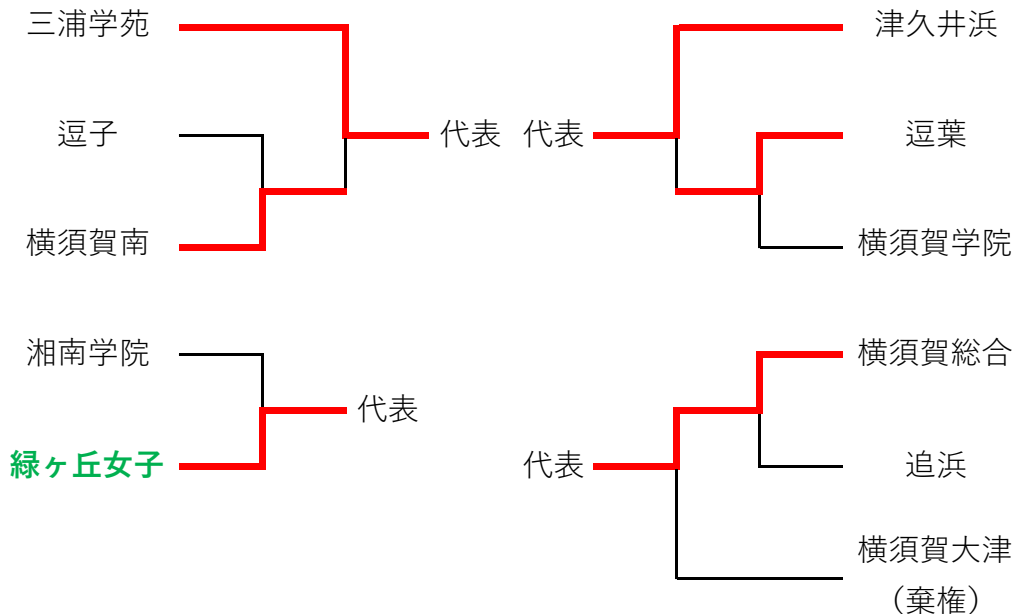 三浦学苑
逗子
横須賀南
代表
湘南学院
緑ヶ丘女子
代表
津久井浜
代表
逗葉
横須賀学院
横須賀総合
追浜
代表
横須賀大津
（棄権）